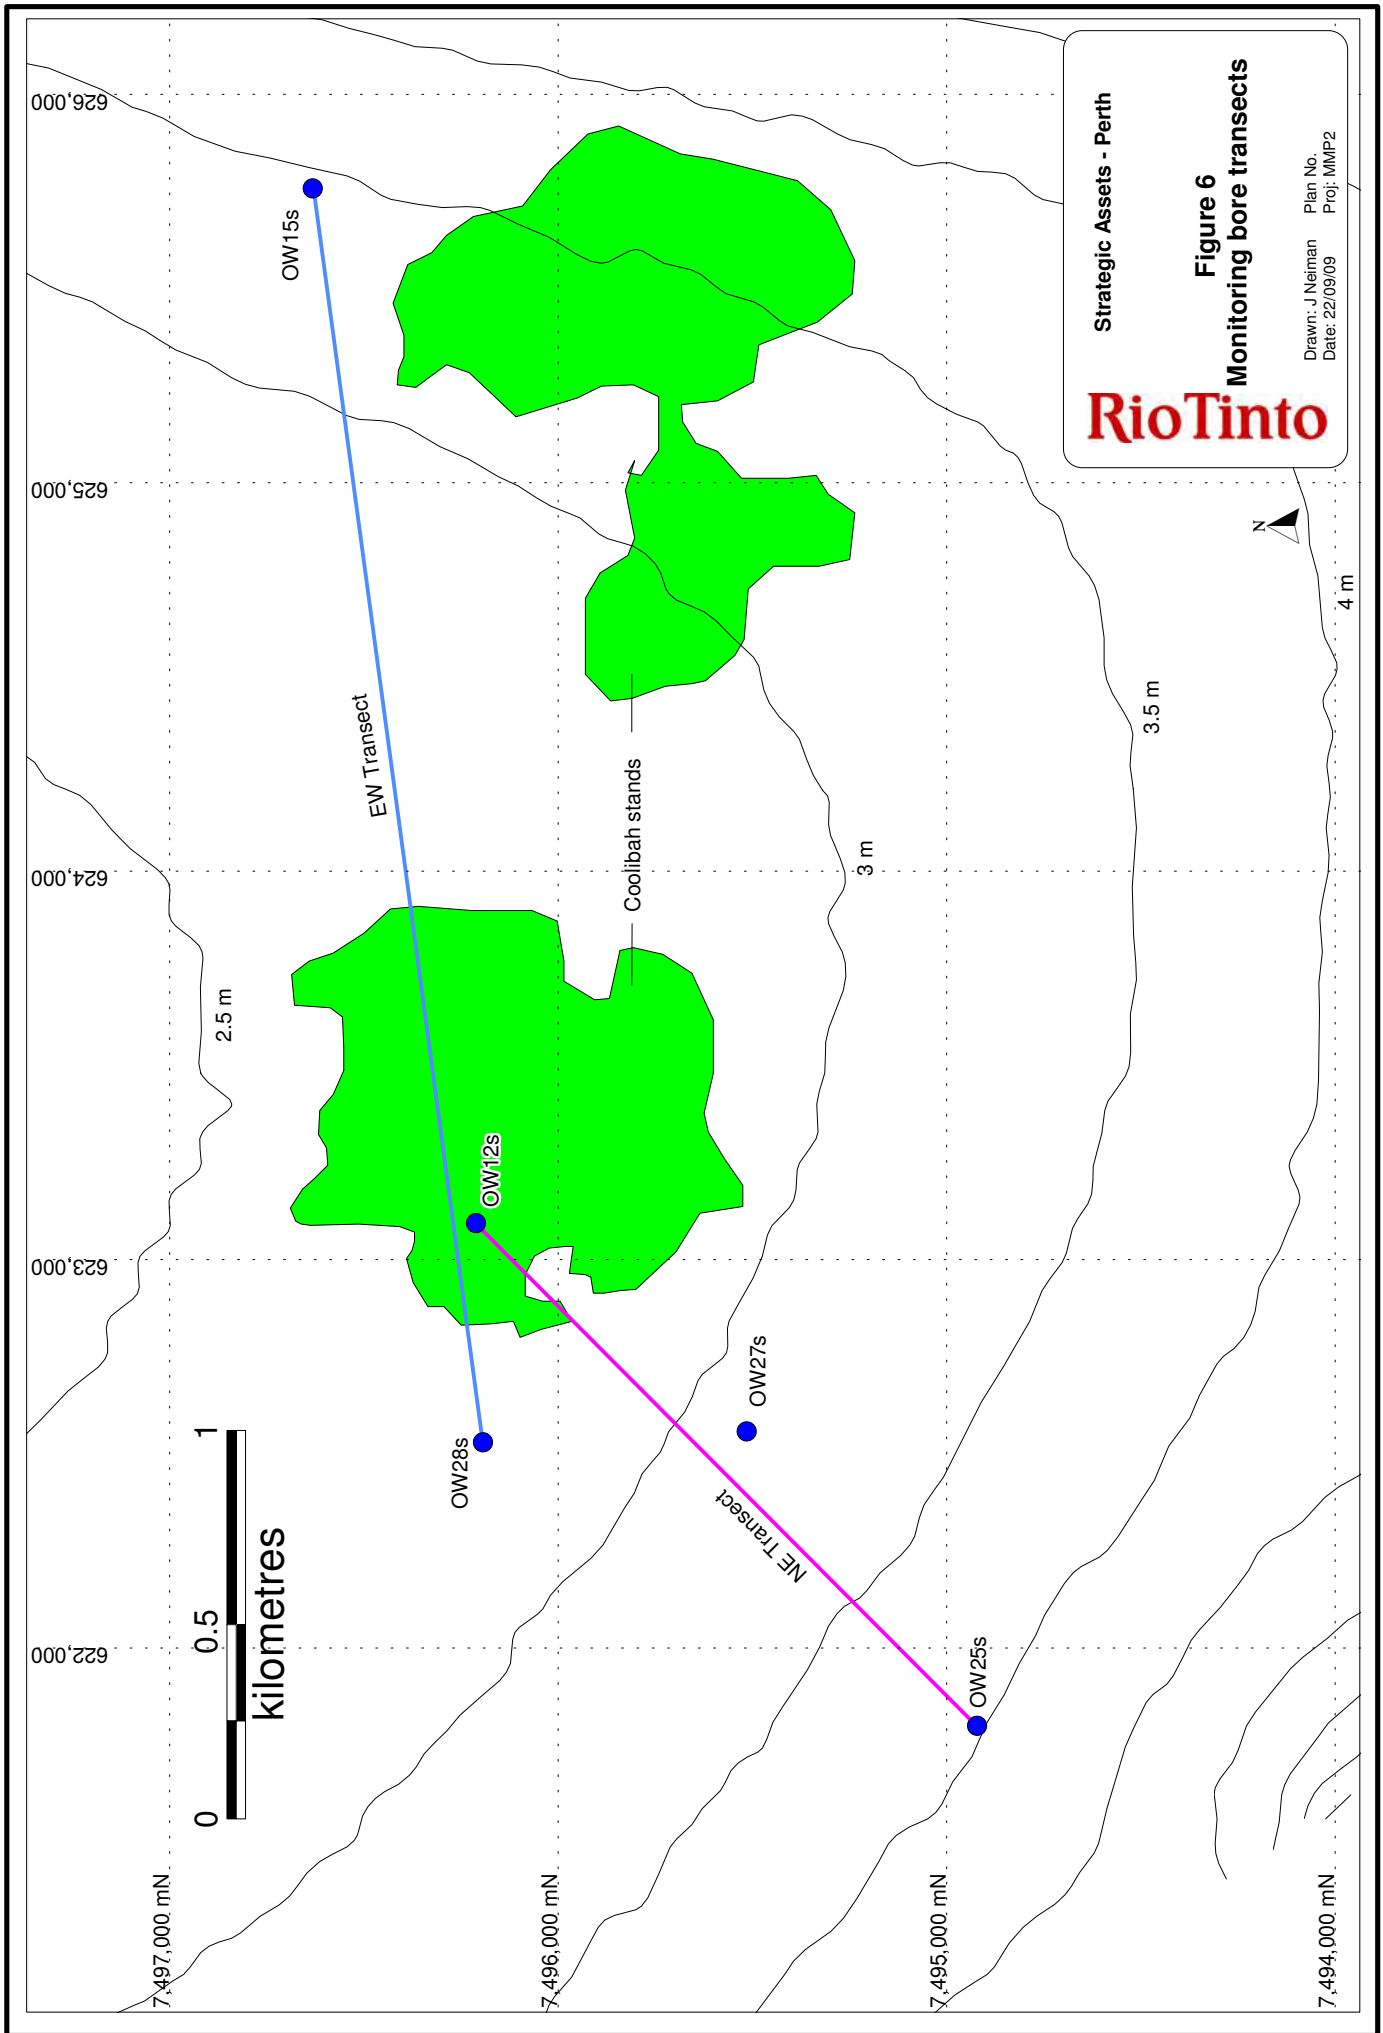 626,000
625,000
624,000
623,000
622,000
7,497,000 mN
7,496,000 mN
7,495,000 mN
7,494,000 mN
OW15s
EW Transect
2.5 m
OW12s
OW28s
Coolibah stands
3 m
OW27s
NE Transect
3.5 m
OW25s
4 m
N
0 0.5 1
kilometres
Strategic Assets - Perth
Figure 6
Monitoring bore transects
RioTinto
Drawn: J Neiman Plan No.
Date: 22/09/09 Proj: MMP2